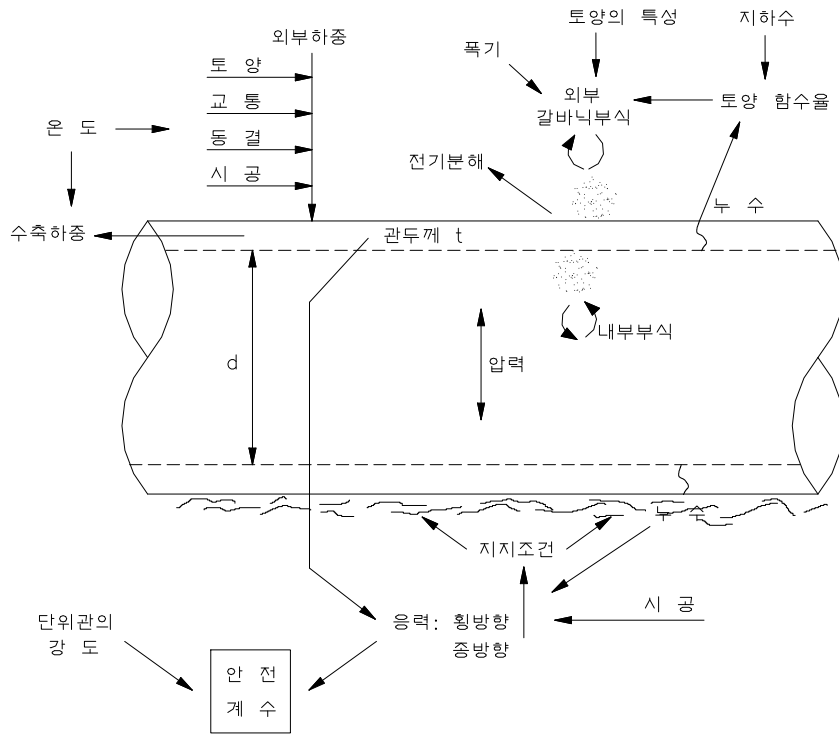 외부하중
토 양
교 통
동 결
시 공
온 도
수축하중
토양의 특성
지하수
폭기
외부
갈바닉부식
토양 함수율
전기분해
누 수
관두께 t
내부부식
압력
d
누 수
지지조건
시 공
응력: 횡방향
종방향
단위관의
강 도
안 전
계 수